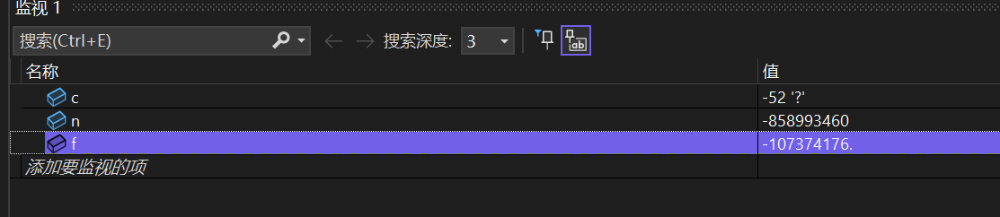 监视 1
搜索(Ctrl+E) 搜索深度: 3
名称 值
c -52 '?'
n -858993460
f -107374176.
添加要监视的项